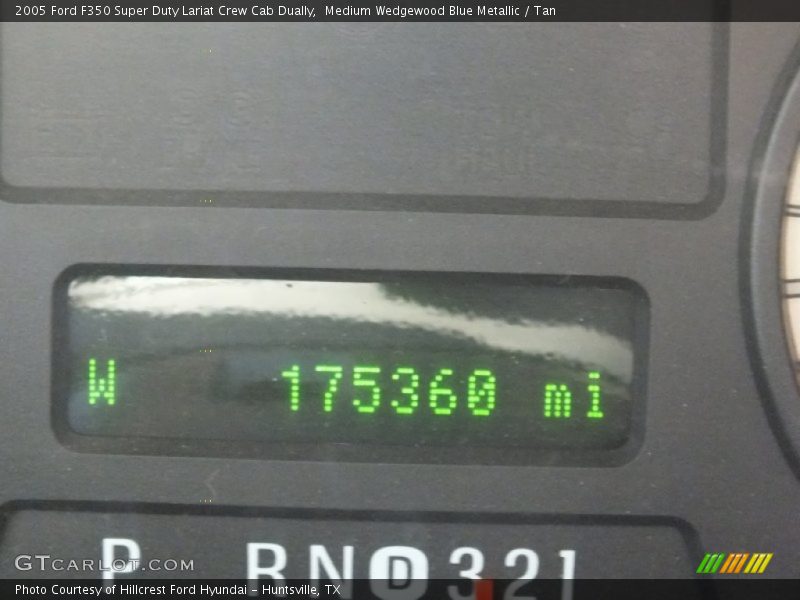 2005 Ford F350 Super Duty Lariat Crew Cab Dually,  Medium Wedgewood Blue Metallic / Tan
W 175360 mi
P R N D 3 2 1
GTCARLOT.COM
Photo Courtesy of Hillcrest Ford Hyundai - Huntsville, TX